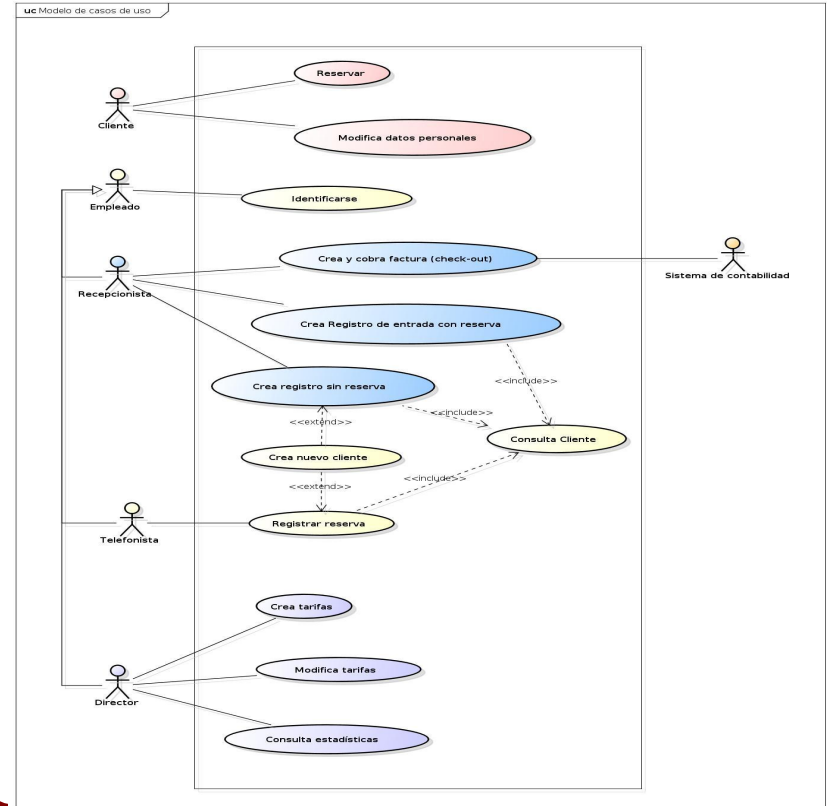 uc Modelo de casos de uso
Reservar
Cliente
Modifica datos personales
Empleado
Identificarse
Crea y cobra factura (check-out)
Sistema de contabilidad
Recepcionista
Crea Registro de entrada con reserva
<<include>>
Crea registro sin reserva
<<include>>
<<extend>>
Consulta Cliente
Crea nuevo cliente
<<include>>
<<extend>>
Registrar reserva
Telefonista
Crea tarifas
Modifica tarifas
Director
Consulta estadísticas